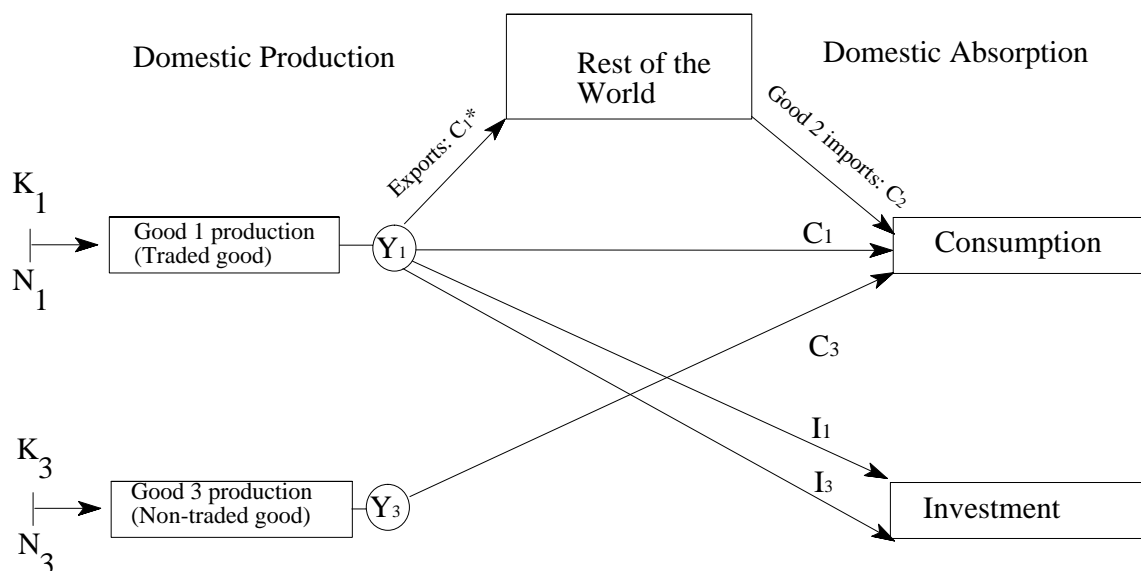 Domestic Production
Rest of the
World
Domestic Absorption
Exports: C₁*
Good 2 imports: C₂
K₁
N₁
Good 1 production
(Traded good)
Y₁
C₁
Consumption
C₃
I₁
I₃
K₃
N₃
Good 3 production
(Non-traded good)
Y₃
Investment